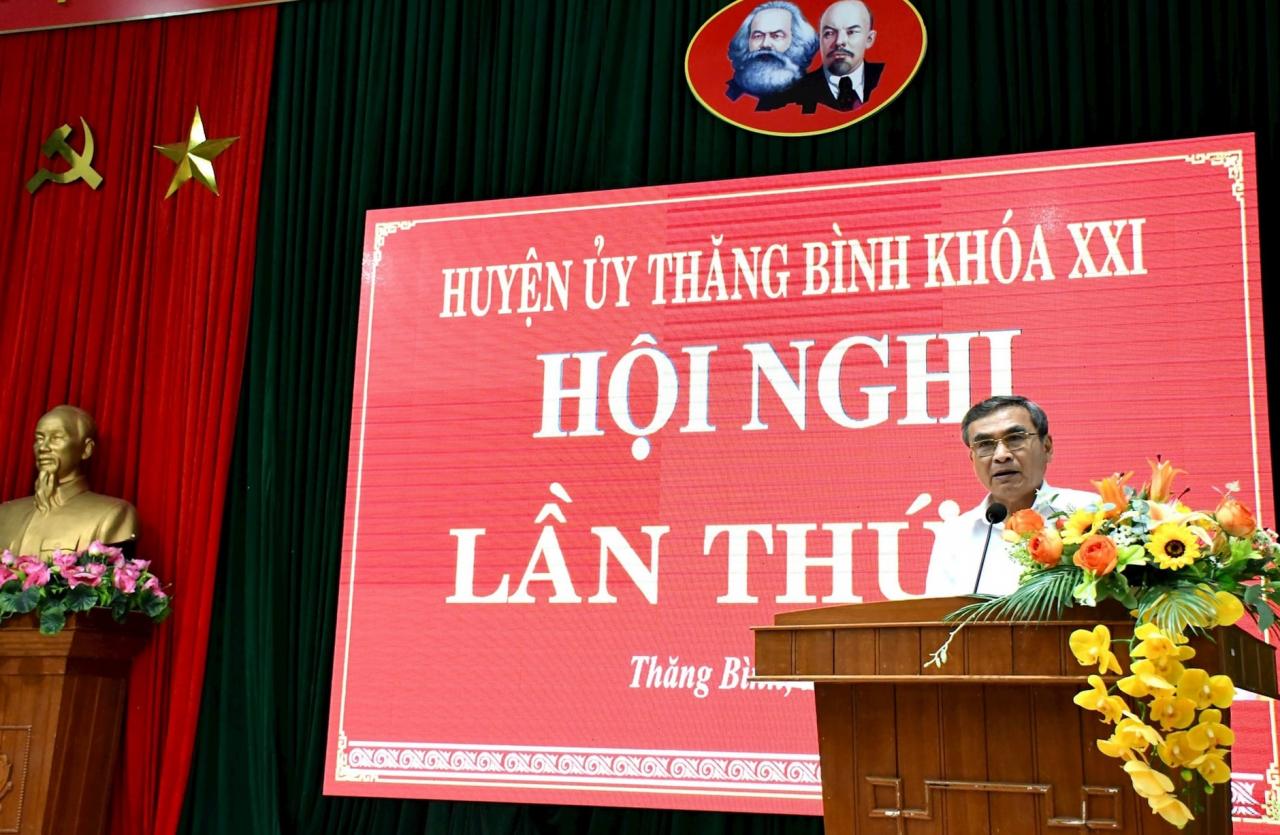 HUYỆN ỦY THĂNG BÌNH KHÓA XXI
HỘI NGHỊ
LẦN THỨ
Thăng Bình,